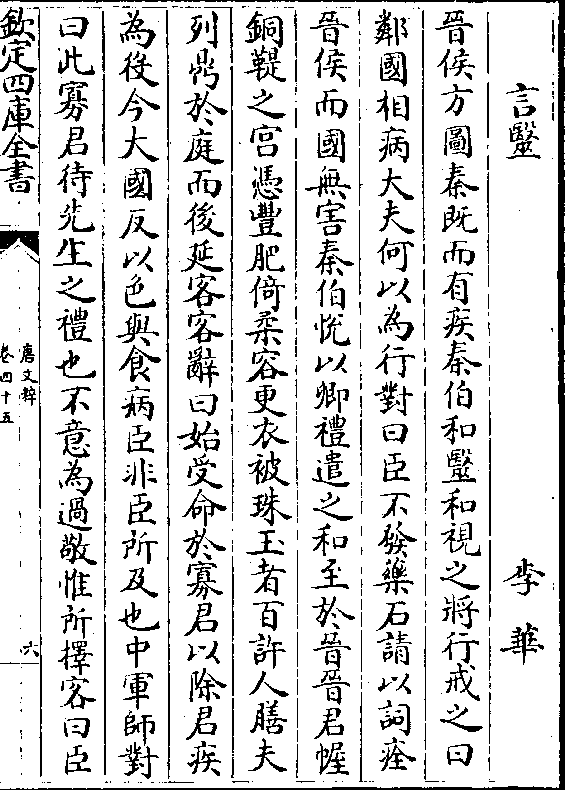 言毉　李華
晉侯方圖秦既而有疾秦伯和毉和視之將行戒之曰
鄰國相病大夫何以為行對曰臣不發藥石請以詞痊
晉侯而國無害秦伯悅以卿禮遣之和至於晉晉君幄
銅鞮之宮憑豐肥倚柔容更衣被珠玉者百許人膳夫
列鼎於庭而後延客客辭曰始受命於寡君以除君疾
為役今大國反以色與食病臣非臣所及也中軍師對
曰此寡君待先生之禮也不意為過敬惟所擇客曰臣
欽定四庫全書
唐文粹
卷四十五
六